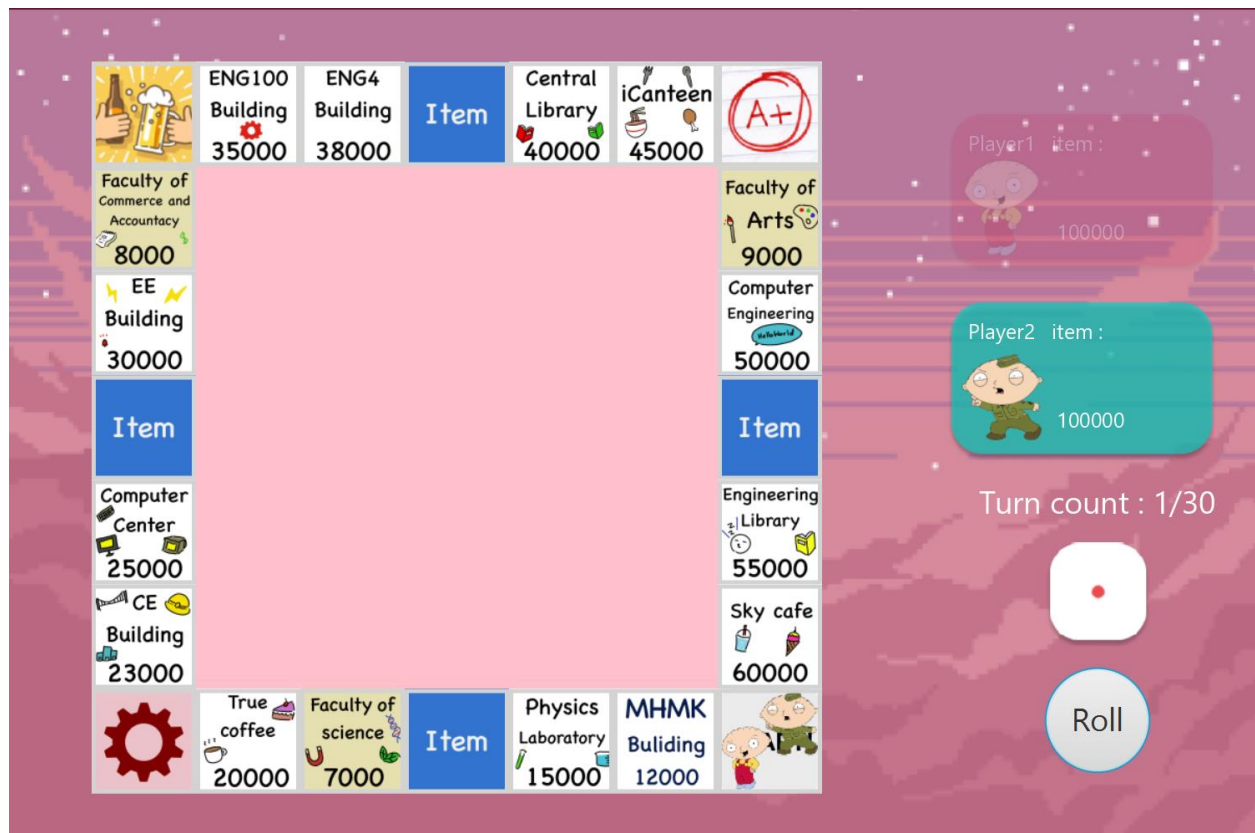 ENG100
Building
35000
ENG4
Building
38000
Item
Central
Library
40000
iCanteen
45000
A+
Faculty of
Commerce and
Accountacy
8000
Faculty of
Arts
9000
EE
Building
30000
Computer
Engineering
HelloWorld
50000
Item
Item
Computer
Center
25000
Engineering
Library
55000
CE
Building
23000
Sky cafe
60000
True
coffee
20000
Faculty of
science
7000
Item
Physics
Laboratory
15000
MHMK
Buliding
12000
Player1 item :
100000
Player2 item :
100000
Turn count : 1/30
Roll